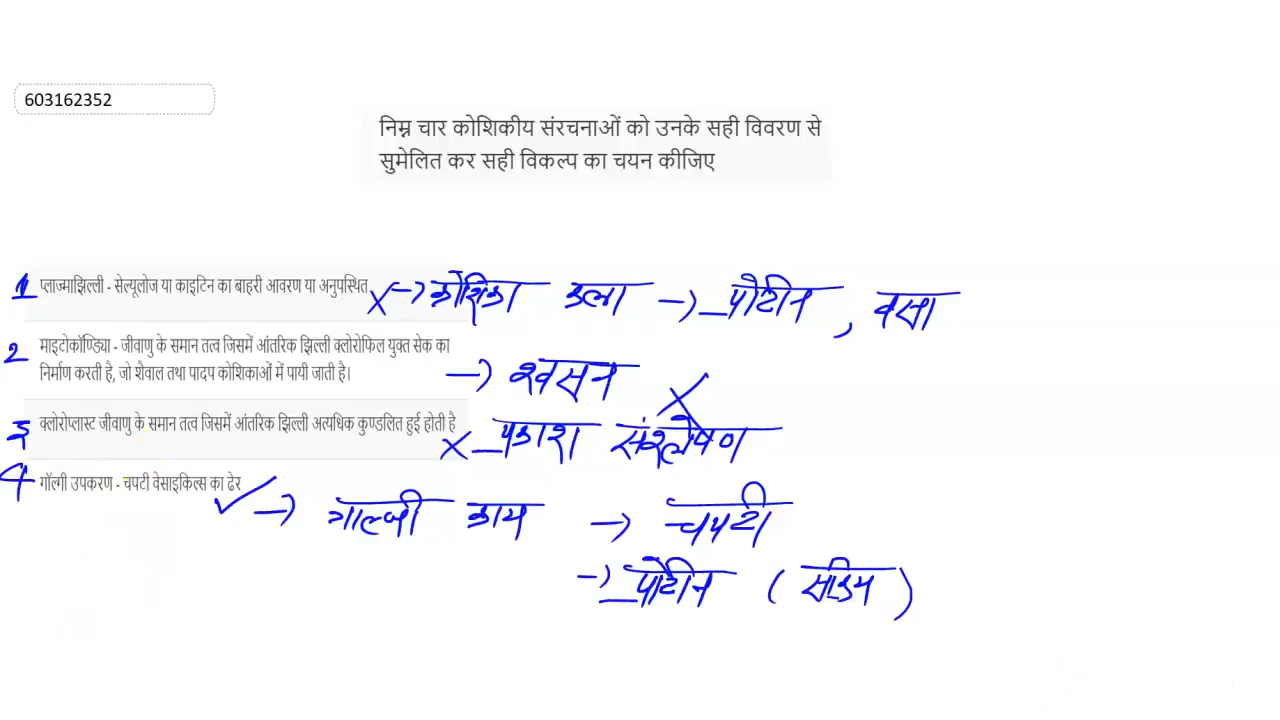 603162352
निम्न चार कोशिकीय संरचनाओं को उनके सही विवरण से
सुमेलित कर सही विकल्प का चयन कीजिए
1 प्लाज्माझिल्ली - सेल्यूलोज या काइटिन का बाहरी आवरण या अनुपस्थित × → कोशिका कला → प्रोटीन, वसा
2 माइटोकॉण्ड्रिया - जीवाणु के समान तत्व जिसमें आंतरिक झिल्ली क्लोरोफिल युक्त सेक का
निर्माण करती है, जो शैवाल तथा पादप कोशिकाओं में पायी जाती है। → श्वसन ×
3 क्लोरोप्लास्ट जीवाणु के समान तत्व जिसमें आंतरिक झिल्ली अत्यधिक कुण्डलित हुई होती है × प्रकाश संश्लेषण
4 गॉल्गी उपकरण - चपटी वेसाइकिल्स का ढेर ✓ → गाल्जी काय → चपटी
→ प्रोटीन ( सक्रिय )